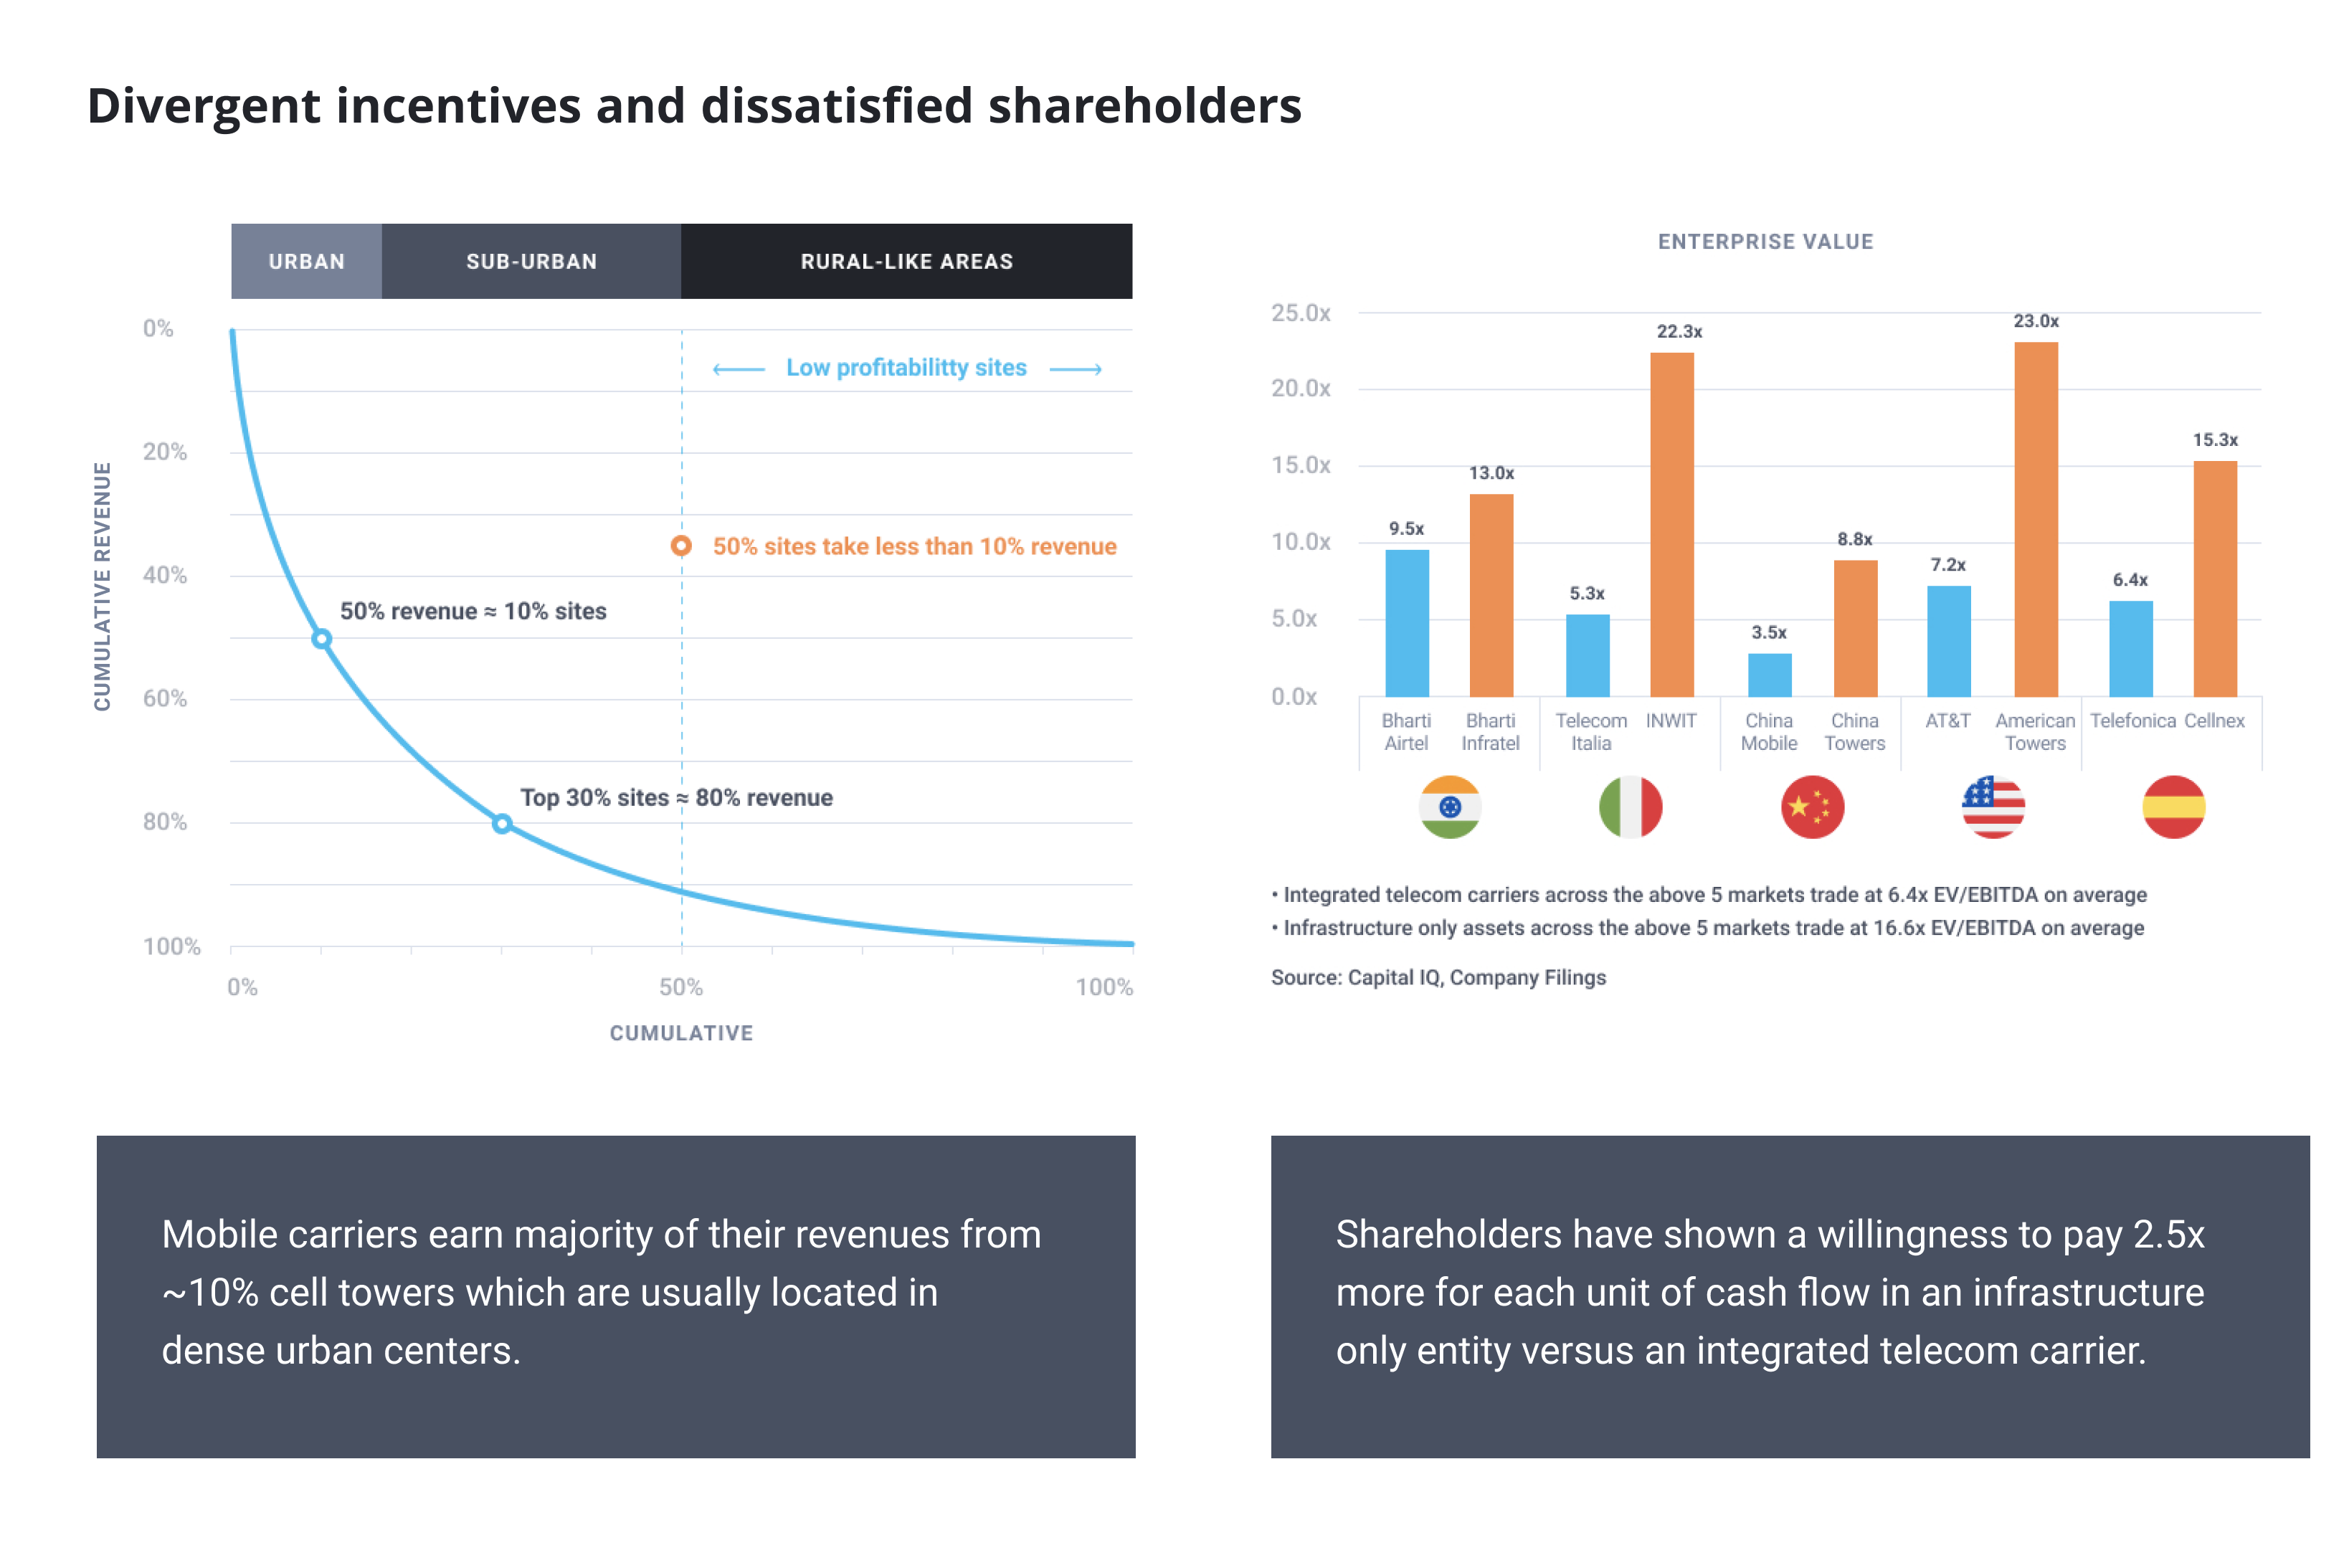 Divergent incentives and dissatisfied shareholders
URBAN
SUB-URBAN
RURAL-LIKE AREAS
CUMULATIVE REVENUE
0%
20%
40%
60%
80%
100%
Low profitabilitty sites
50% sites take less than 10% revenue
50% revenue ≈ 10% sites
Top 30% sites ≈ 80% revenue
0%
50%
100%
CUMULATIVE
ENTERPRISE VALUE
25.0x
20.0x
15.0x
10.0x
5.0x
0.0x
9.5x
13.0x
5.3x
22.3x
3.5x
8.8x
7.2x
23.0x
6.4x
15.3x
Bharti
Airtel
Bharti
Infratel
Telecom
Italia
INWIT
China
Mobile
China
Towers
AT&T
American
Towers
Telefonica
Cellnex
• Integrated telecom carriers across the above 5 markets trade at 6.4x EV/EBITDA on average
• Infrastructure only assets across the above 5 markets trade at 16.6x EV/EBITDA on average
Source: Capital IQ, Company Filings
Mobile carriers earn majority of their revenues from
~10% cell towers which are usually located in
dense urban centers.
Shareholders have shown a willingness to pay 2.5x
more for each unit of cash flow in an infrastructure
only entity versus an integrated telecom carrier.